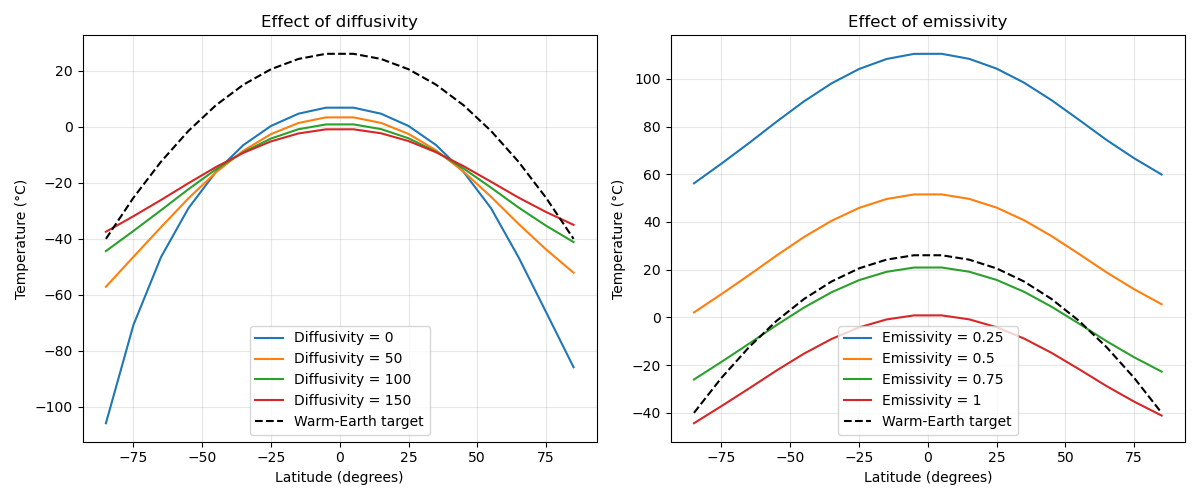 Effect of diffusivity
Temperature (°C)
20
0
−20
−40
−60
−80
−100
−75
−50
−25
0
25
50
75
Latitude (degrees)
Diffusivity = 0
Diffusivity = 50
Diffusivity = 100
Diffusivity = 150
Warm-Earth target
Effect of emissivity
Temperature (°C)
100
80
60
40
20
0
−20
−40
−75
−50
−25
0
25
50
75
Latitude (degrees)
Emissivity = 0.25
Emissivity = 0.5
Emissivity = 0.75
Emissivity = 1
Warm-Earth target